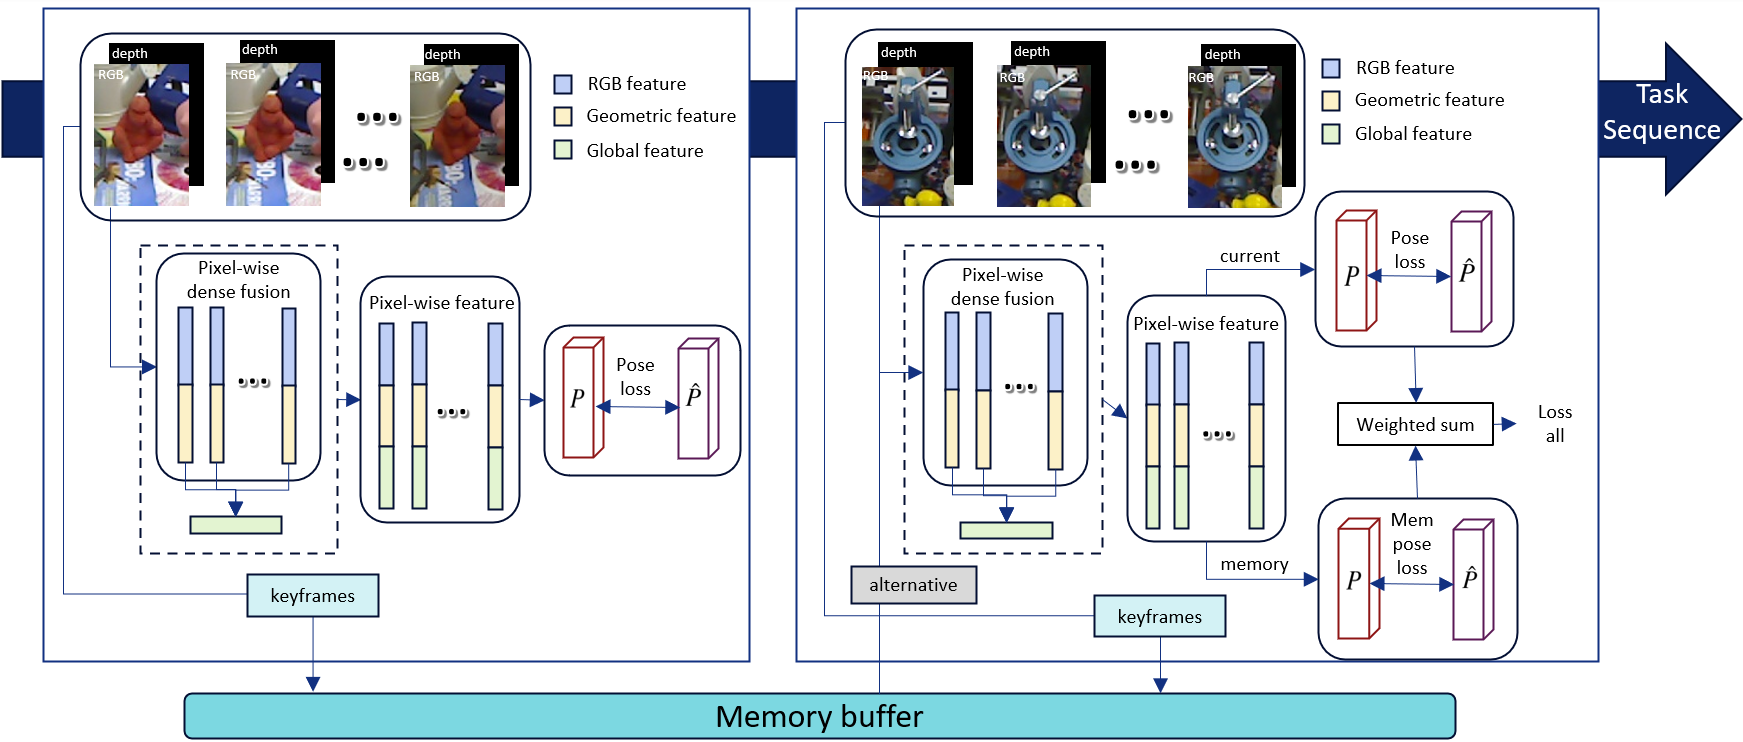 depth
RGB
depth
RGB
depth
RGB
RGB feature
Geometric feature
Global feature
Pixel-wise
dense fusion
Pixel-wise feature
P
Pose
loss
P̂
keyframes
depth
RGB
depth
RGB
depth
RGB
RGB feature
Geometric feature
Global feature
Task
Sequence
Pixel-wise
dense fusion
Pixel-wise feature
current
P
Pose
loss
P̂
Weighted sum
Loss
all
memory
P
Mem
pose
loss
P̂
alternative
keyframes
Memory buffer